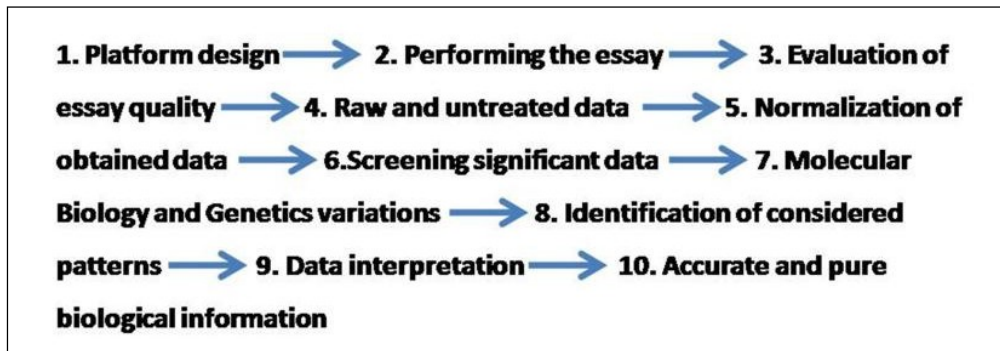 1. Platform design → 2. Performing the essay → 3. Evaluation of
essay quality → 4. Raw and untreated data → 5. Normalization of
obtained data → 6.Screening significant data → 7. Molecular
Biology and Genetics variations → 8. Identification of considered
patterns → 9. Data interpretation → 10. Accurate and pure
biological information